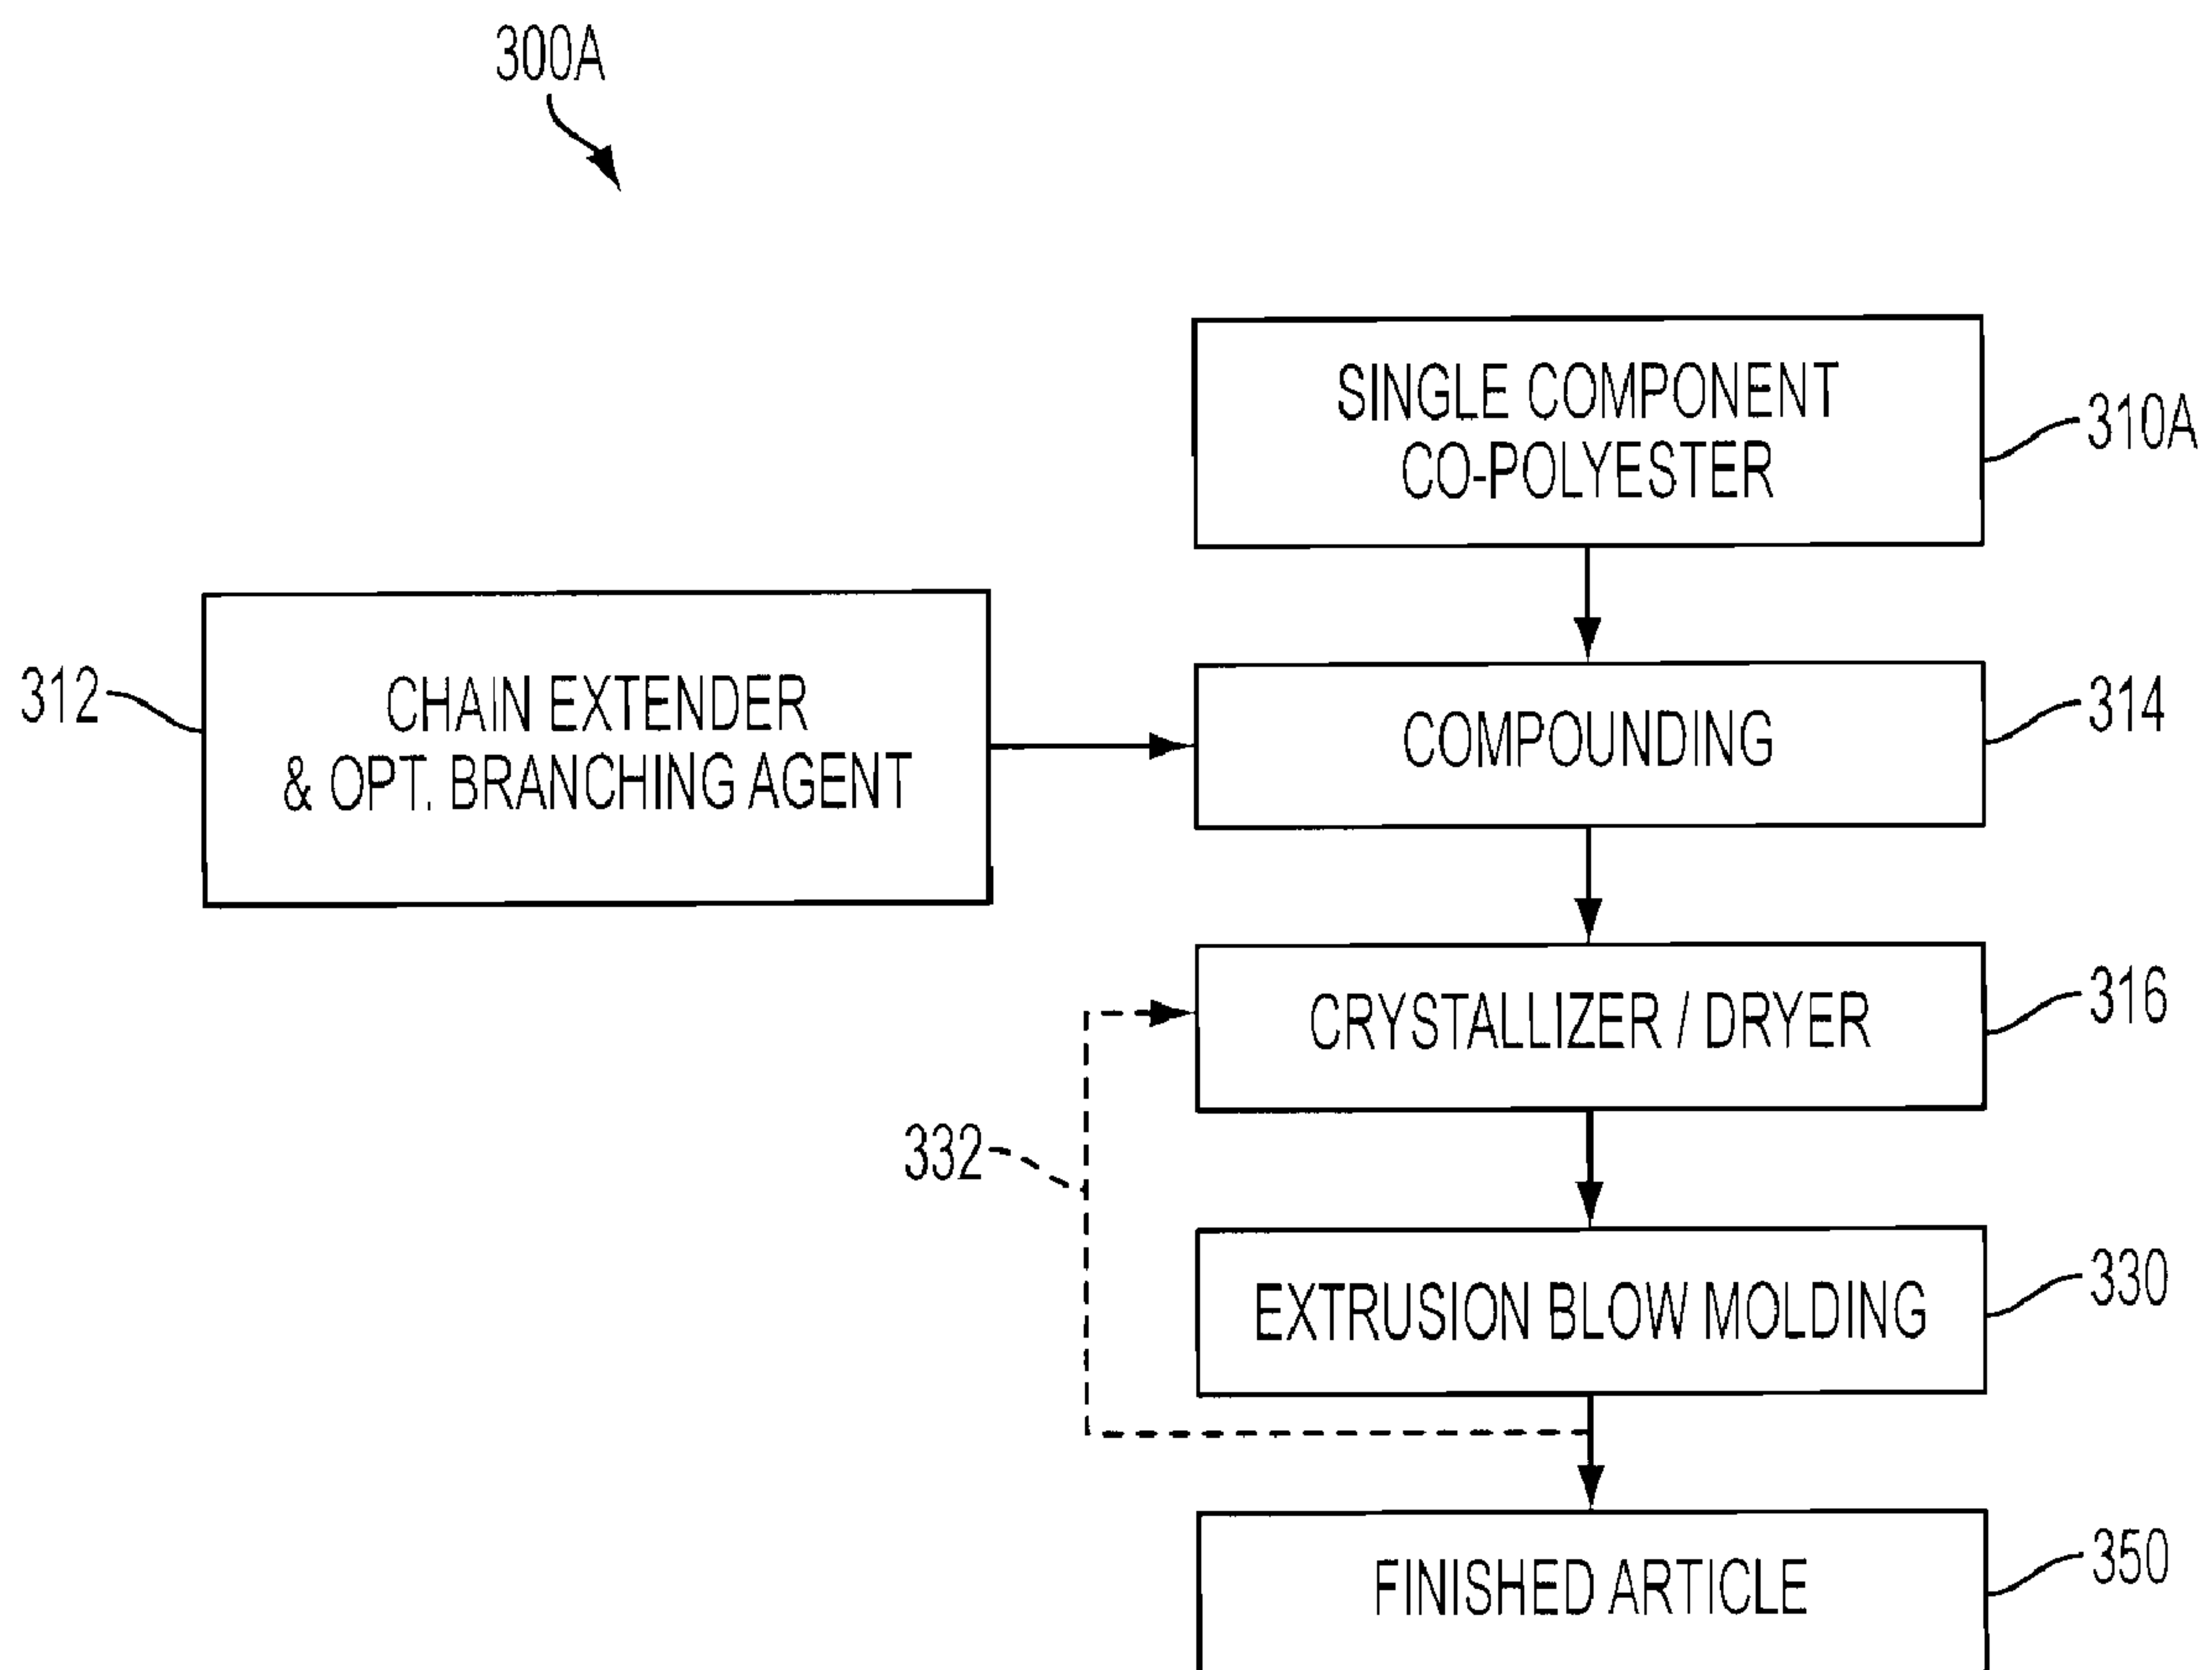 300A
SINGLE COMPONENT
CO-POLYESTER
310A
312
CHAIN EXTENDER
& OPT. BRANCHING AGENT
COMPOUNDING
314
CRYSTALLIZER / DRYER
316
332
EXTRUSION BLOW MOLDING
330
FINISHED ARTICLE
350